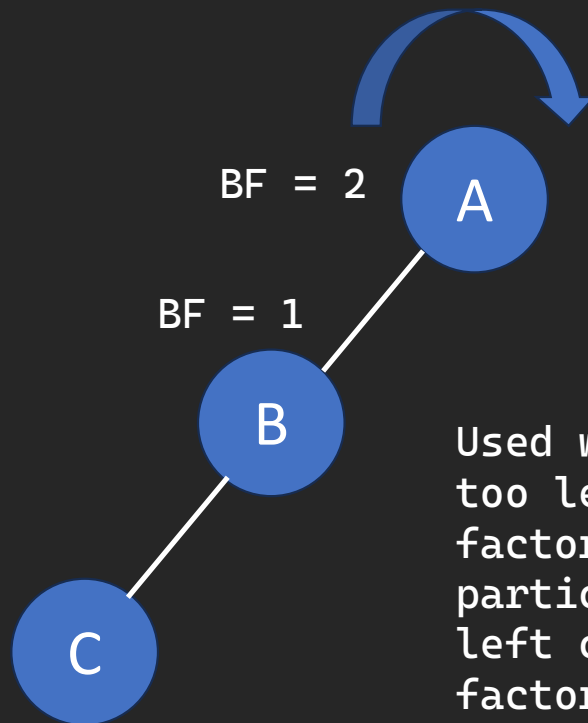 BF = 2
A
BF = 1
B
Used
too
factor
left
C
factor